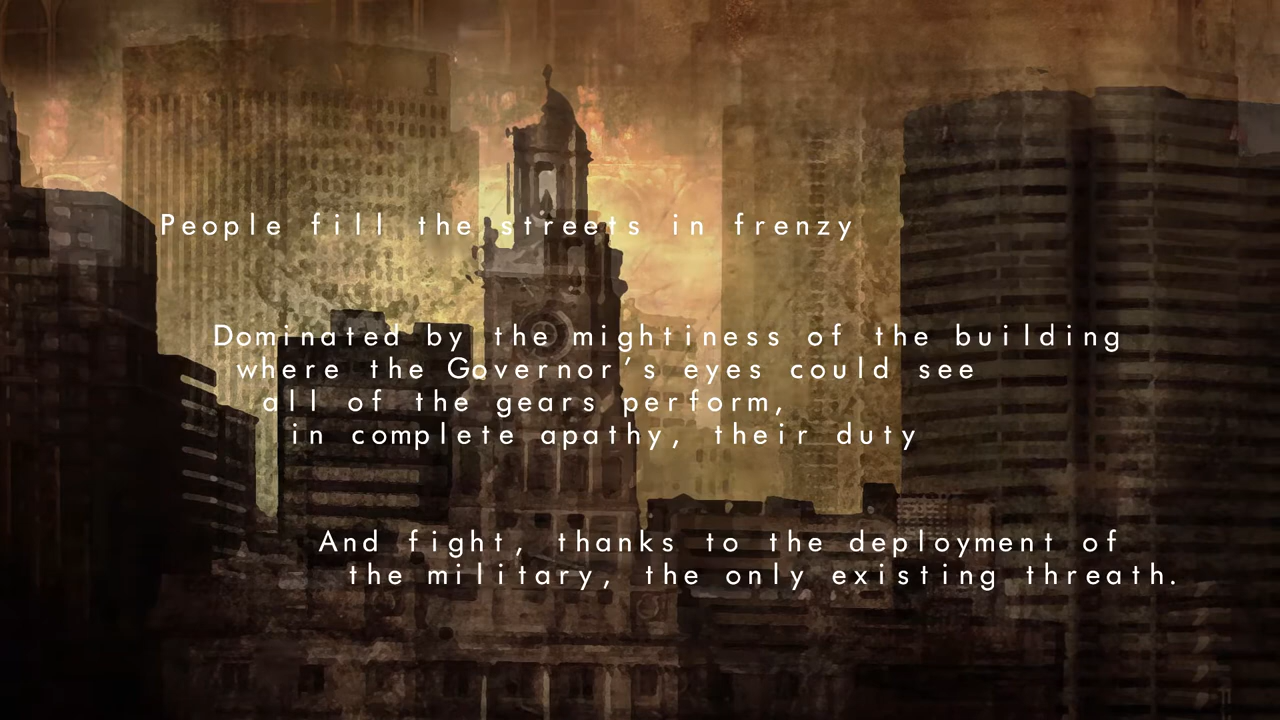 People fill the streets in frenzy
Dominated by the mightiness of the building
where the Governor's eyes could see
all of the gears perform,
in complete apathy, their duty
And fight, thanks to the deployment of
the military, the only existing threath.